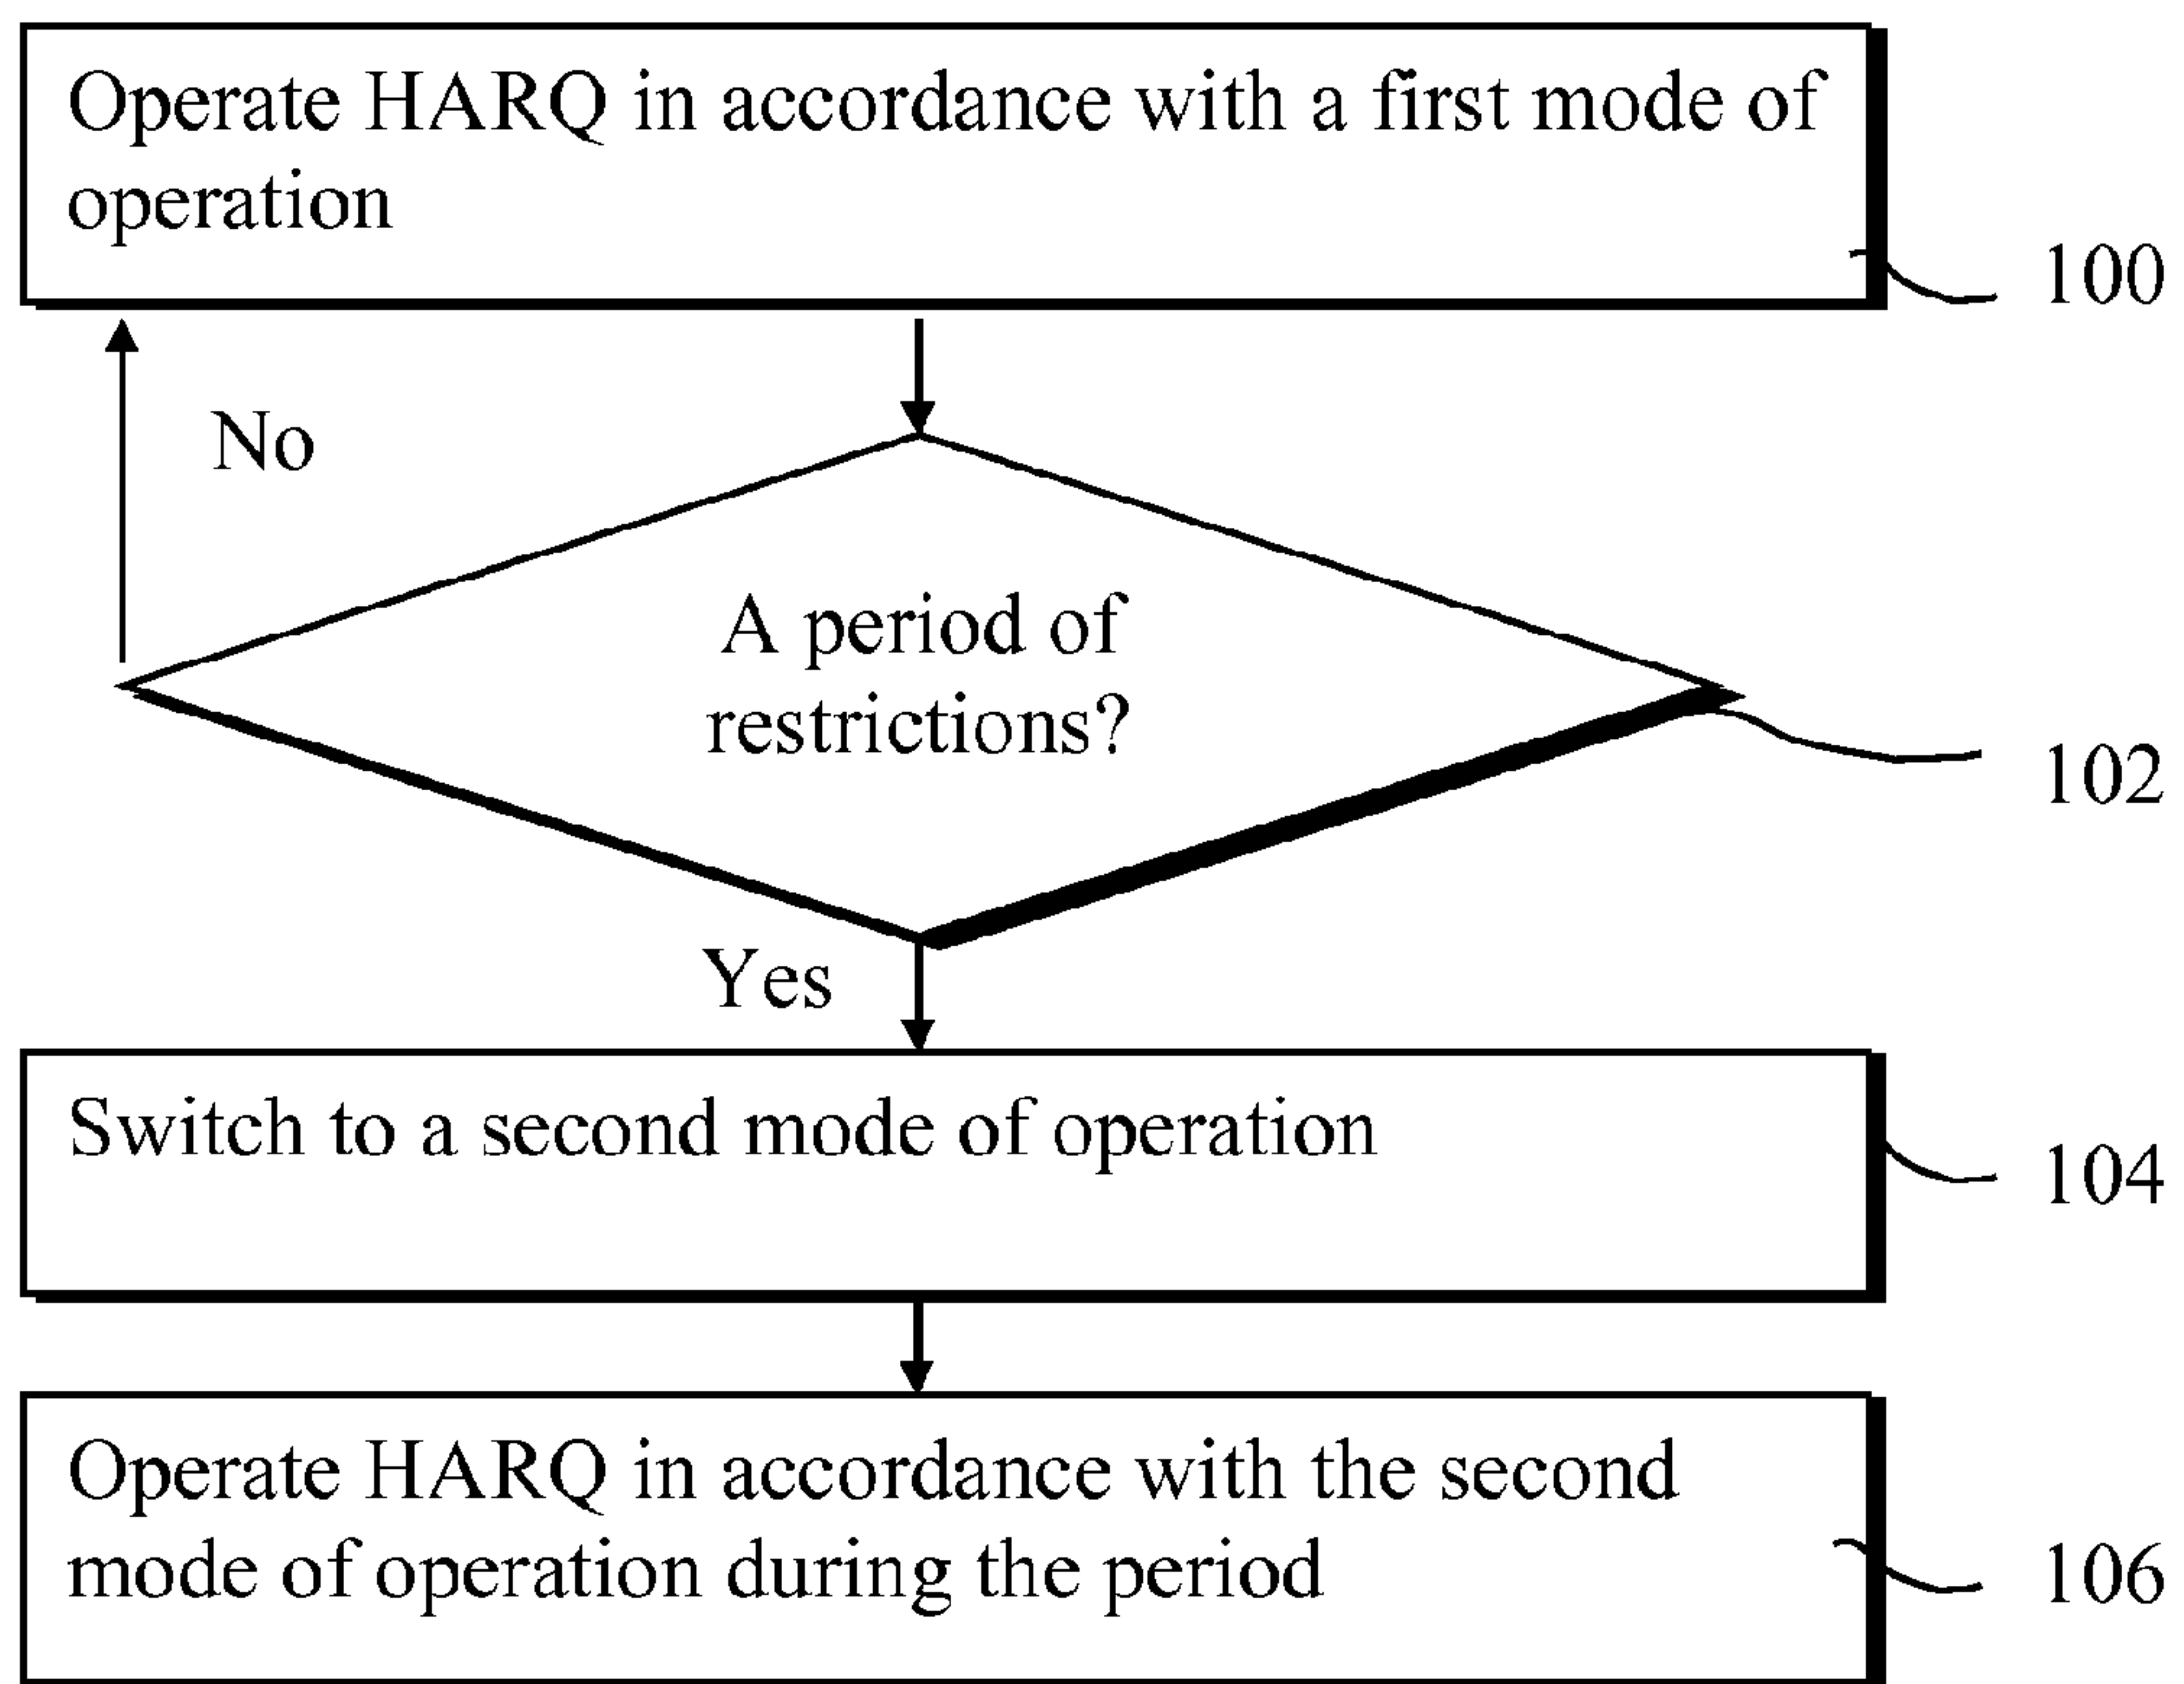 Operate HARQ in accordance with a first mode of
operation
100
No
A period of
restrictions?
102
Yes
Switch to a second mode of operation
104
Operate HARQ in accordance with the second
mode of operation during the period
106